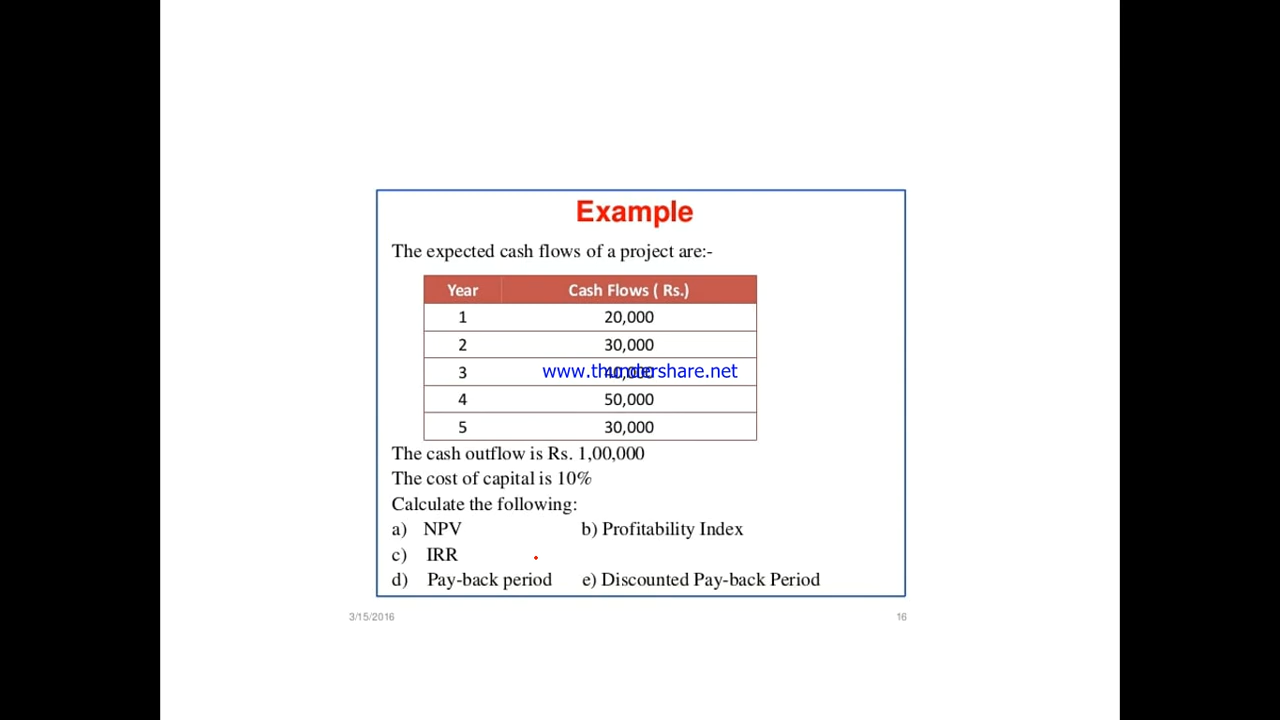 Example
The expected cash flows of a project are:-
Year Cash Flows ( Rs.)
1 20,000
2 30,000
3 40,000
www.thundershare.net
4 50,000
5 30,000
The cash outflow is Rs. 1,00,000
The cost of capital is 10%
Calculate the following:
a) NPV b) Profitability Index
c) IRR
d) Pay-back period e) Discounted Pay-back Period
3/15/2016 16